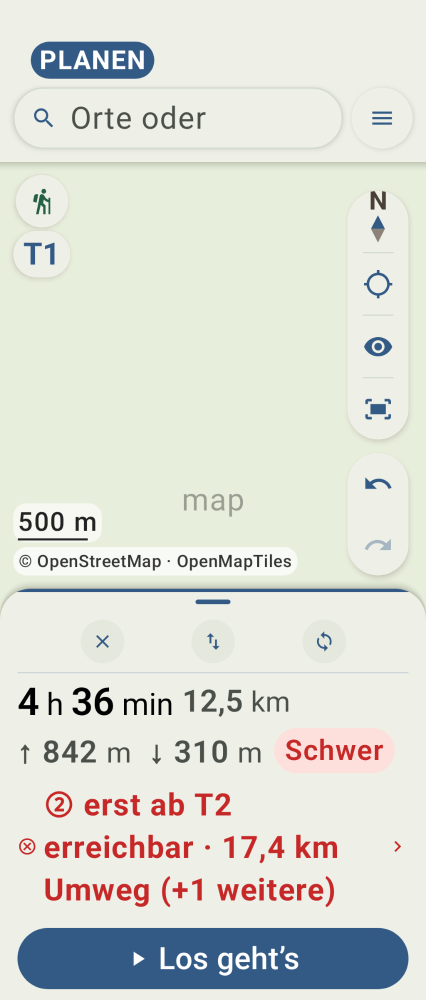 PLANEN
Orte oder
T1
N
map
500 m
© OpenStreetMap · OpenMapTiles
4 h 36 min 12,5 km
↑ 842 m ↓ 310 m Schwer
② erst ab T2
erreichbar · 17,4 km
Umweg (+1 weitere)
Los geht’s